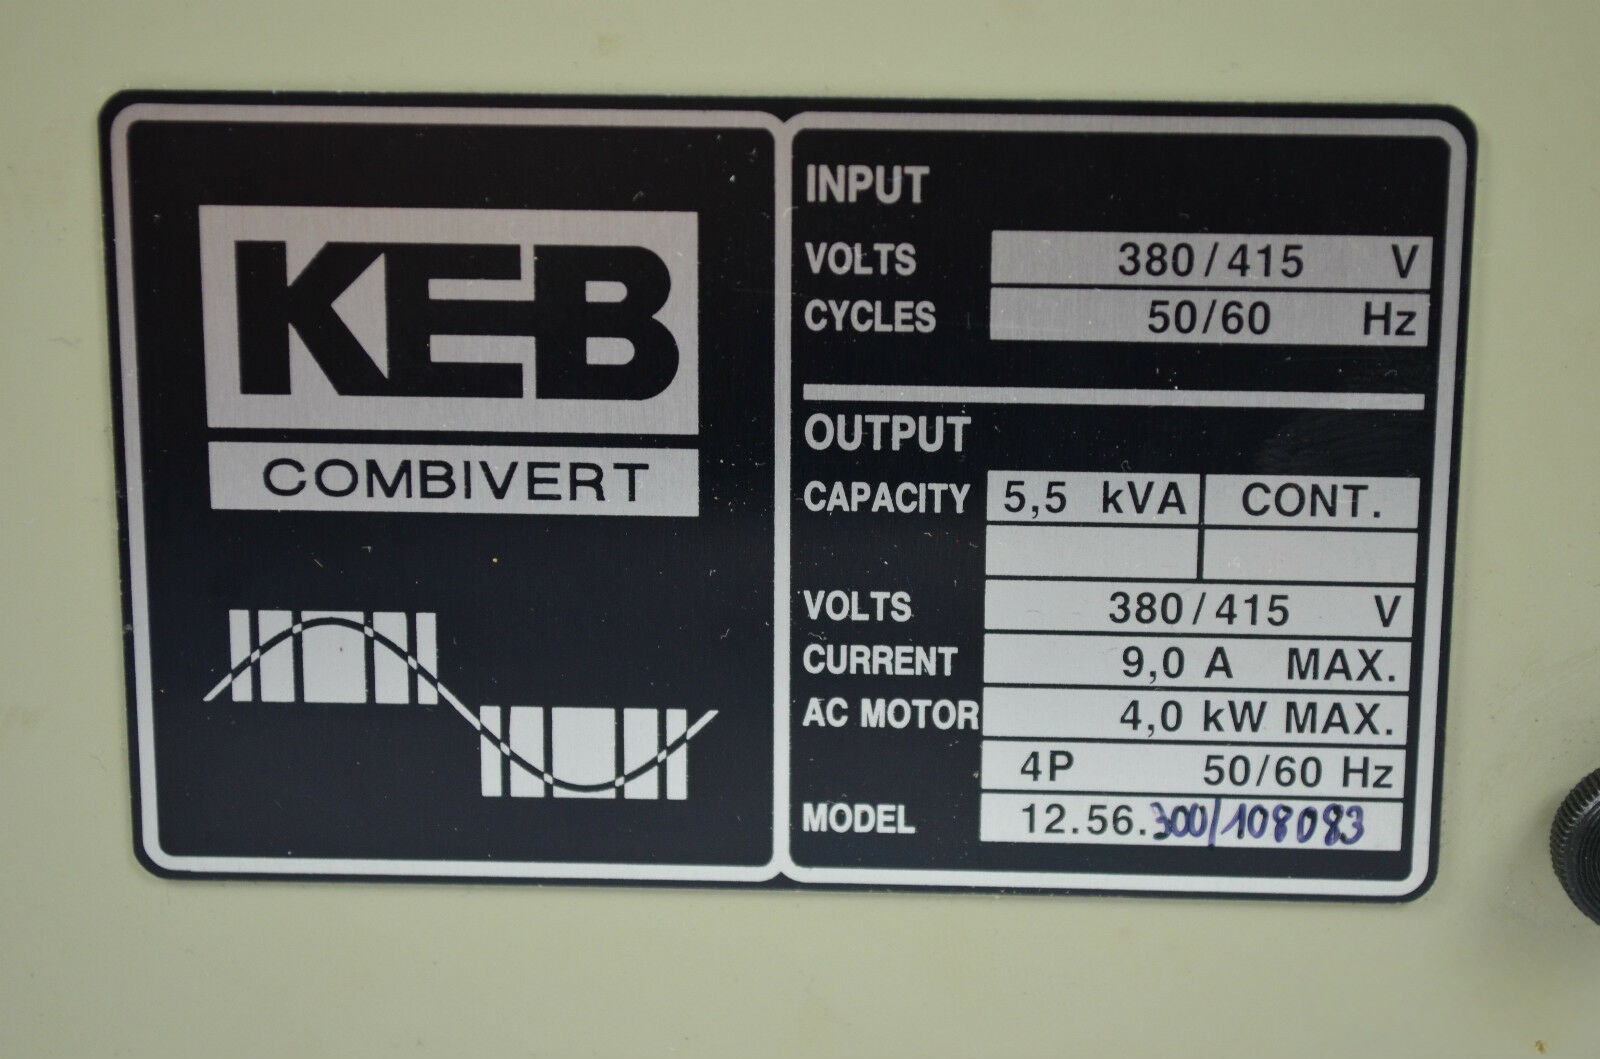 KEB
COMBIVERT
INPUT
VOLTS 380/415 V
CYCLES 50/60 Hz
OUTPUT
CAPACITY 5,5 kVA CONT.
VOLTS 380/415 V
CURRENT 9,0 A MAX.
AC MOTOR 4,0 kW MAX.
4P 50/60 Hz
MODEL 12.56.300/108083